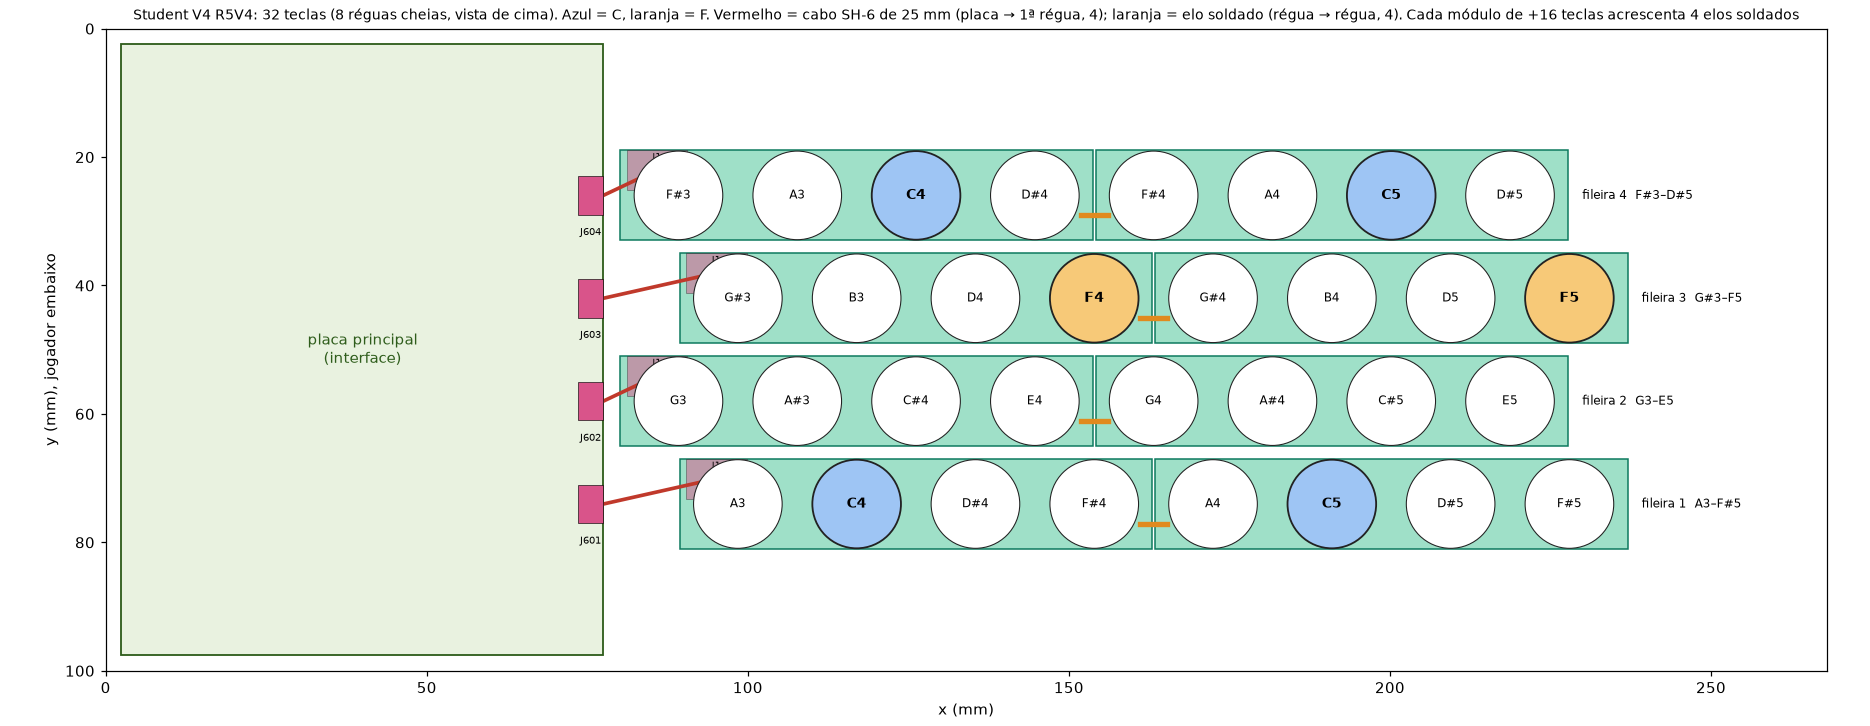 Student V4 R5V4: 32 teclas (8 réguas cheias, vista de cima). Azul = C, laranja = F. Vermelho = cabo SH-6 de 25 mm (placa → 1ª régua, 4); laranja = elo soldado (régua → régua, 4). Cada módulo de +16 teclas acrescenta 4 elos soldados
0
20
40
60
80
100
y (mm), jogador embaixo
placa principal
(interface)
F#3 A3 C4 D#4 F#4 A4 C5 D#5 fileira 4 F#3–D#5
J604
G#3 B3 D4 F4 G#4 B4 D5 F5 fileira 3 G#3–F5
J603
G3 A#3 C#4 E4 G4 A#4 C#5 E5 fileira 2 G3–E5
J602
A3 C4 D#4 F#4 A4 C5 D#5 F#5 fileira 1 A3–F#5
J601
0 50 100 150 200 250
x (mm)